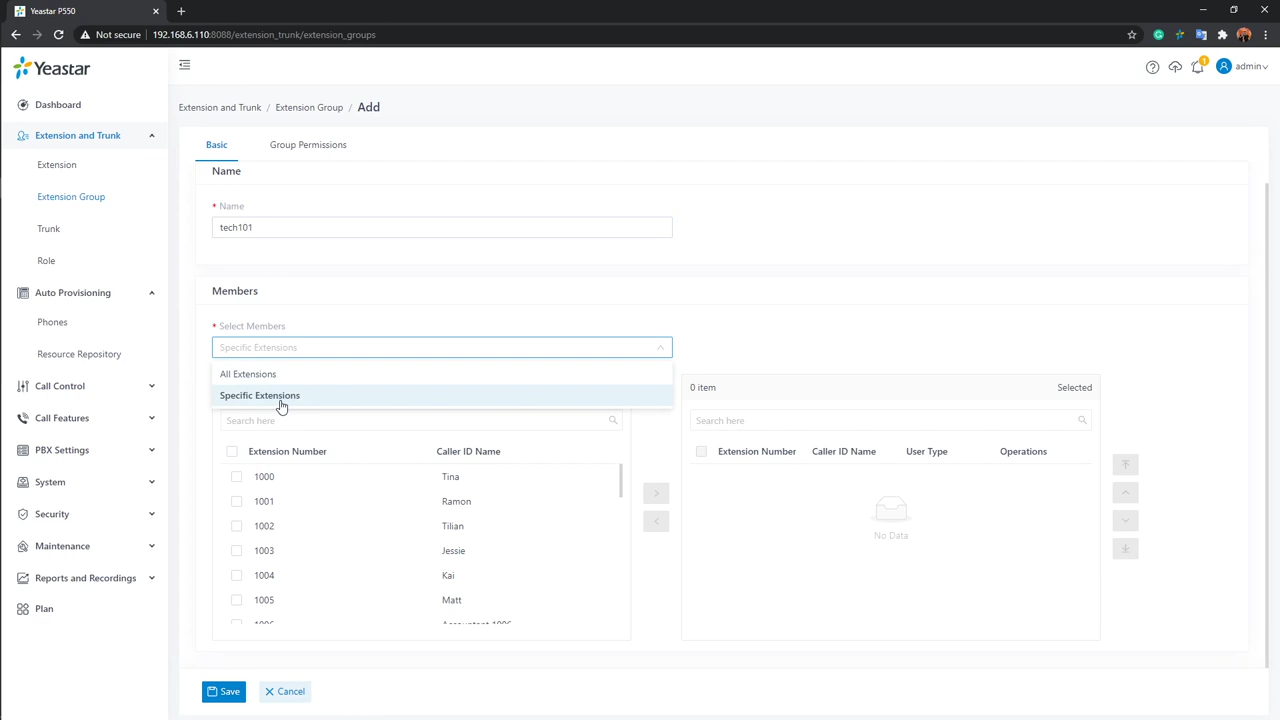 Yeastar P550
Not secure
192.168.6.110:8088/extension_trunk/extension_groups
Yeastar
1
admin
Dashboard
Extension and Trunk
Extension
Extension Group
Trunk
Role
Auto Provisioning
Phones
Resource Repository
Call Control
Call Features
PBX Settings
System
Security
Maintenance
Reports and Recordings
Plan
Extension and Trunk / Extension Group / Add
Basic Group Permissions
Name
* Name
tech101
Members
* Select Members
Specific Extensions
All Extensions
Specific Extensions
Search here
Extension Number Caller ID Name
1000 Tina
1001 Ramon
1002 Tilian
1003 Jessie
1004 Kai
1005 Matt
1006 Accountant 1006
0 item Selected
Search here
Extension Number Caller ID Name User Type Operations
No Data
Save Cancel